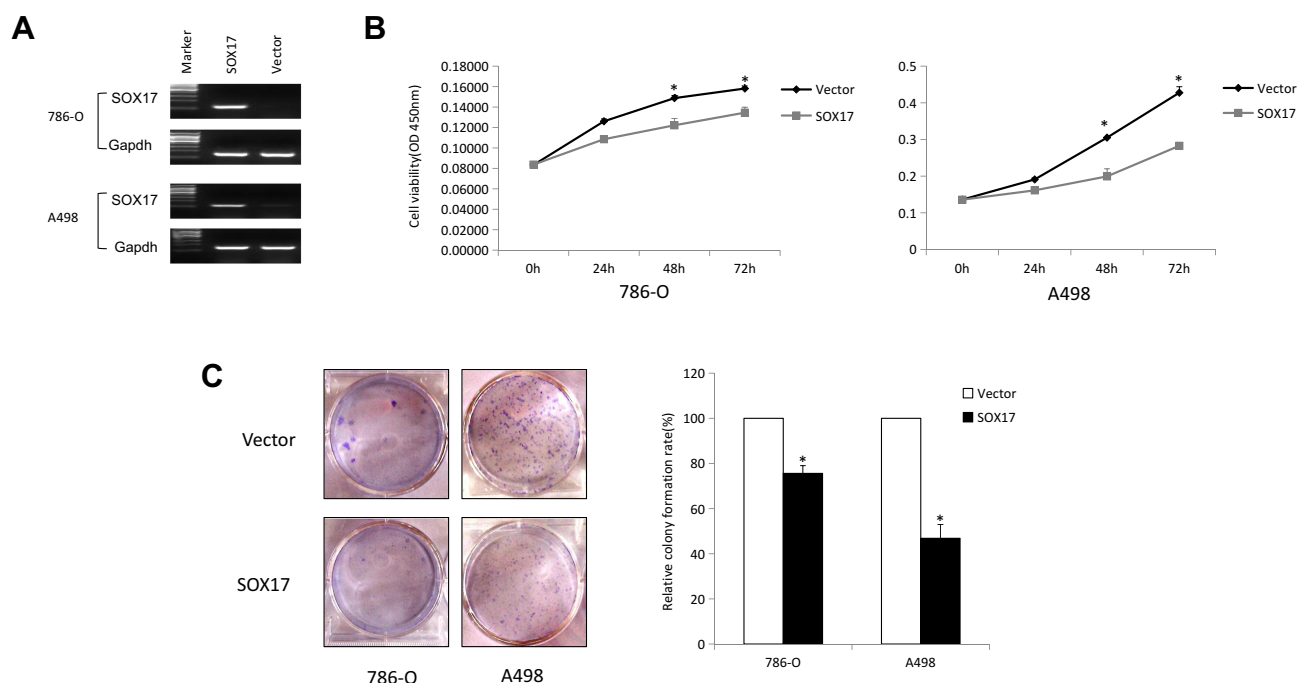 A
Marker
SOX17
Vector
786-O
SOX17
Gapdh
A498
SOX17
Gapdh
B
Cell viability(OD 450nm)
0.18000
0.16000
0.14000
0.12000
0.10000
0.08000
0.06000
0.04000
0.02000
0.00000
* *
0h 24h 48h 72h
786-O
Vector
SOX17
0.5
0.4
0.3
0.2
0.1
0
* *
0h 24h 48h 72h
A498
Vector
SOX17
C
Vector
SOX17
786-O A498
Relative colony formation rate(%)
120
100
80
60
40
20
0
* *
786-O A498
Vector
SOX17